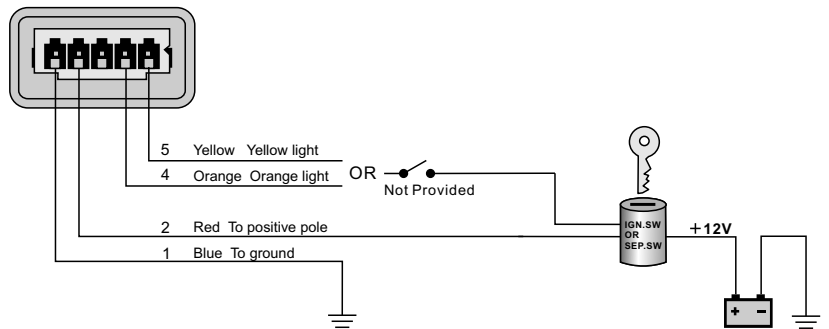 5 Yellow Yellow light
4 Orange Orange light
OR
Not Provided
2 Red To positive pole
1 Blue To ground
IGN.SW
OR
SEP.SW
+12V
+ -